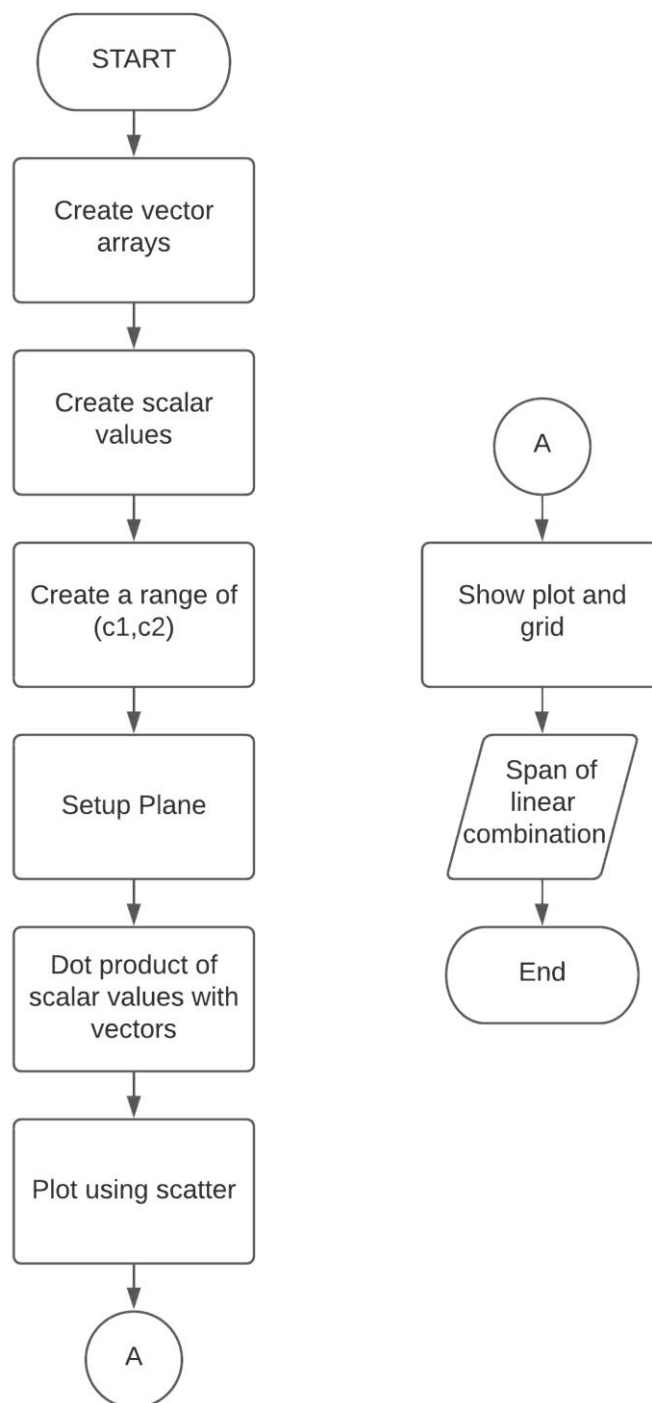 START
Create vector
arrays
Create scalar
values
Create a range of
(c1,c2)
Setup Plane
Dot product of
scalar values with
vectors
Plot using scatter
A
A
Show plot and
grid
Span of
linear
combination
End